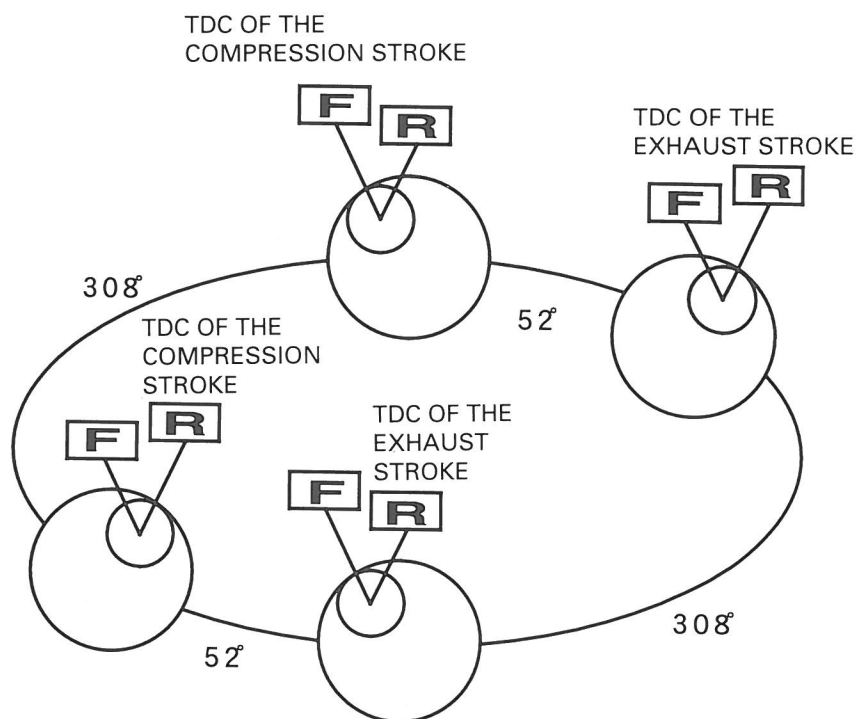 TDC OF THE
COMPRESSION STROKE
F
R
TDC OF THE
EXHAUST STROKE
F
R
308°
52°
TDC OF THE
COMPRESSION
STROKE
F
R
TDC OF THE
EXHAUST
STROKE
F
R
52°
308°